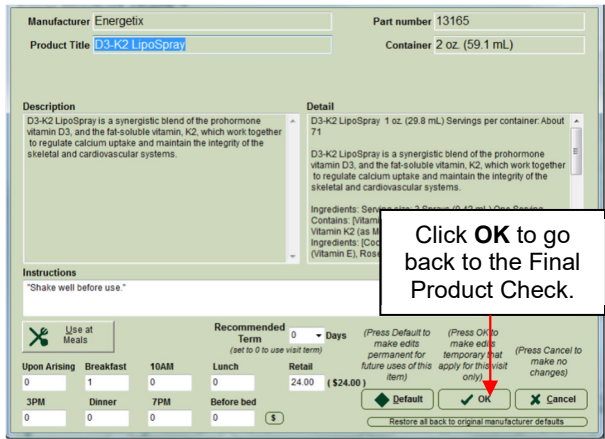 Manufacturer Energetix
Part number 13165
Product Title D3-K2 LipoSpray
Container 2 oz. (59.1 mL)
Description
D3-K2 LipoSpray is a synergistic blend of the prohormone
vitamin D3, and the fat-soluble vitamin, K2, which work together
to regulate calcium uptake and maintain the integrity of the
skeletal and cardiovascular systems.
Detail
D3-K2 LipoSpray 1 oz. (29.8 mL) Servings per container: About
71
D3-K2 LipoSpray is a synergistic blend of the prohormone
vitamin D3, and the fat-soluble vitamin, K2, which work together
to regulate calcium uptake and maintain the integrity of the
skeletal and cardiovascular systems.
Ingredients: Serving size: 3 Sprays (0.42 mL) One Serving
Contains: [Vitami
Vitamin K2 (as M
Ingredients: [Coc
(Vitamin E), Rose
Click OK to go
back to the Final
Product Check.
Instructions
"Shake well before use."
Use at
Meals
Recommended
Term 0 Days
(set to 0 to use visit term)
(Press Default to
make edits
permanent for
future uses of this
item)
(Press OK to
make edits
temporary that
apply for this visit
only)
(Press Cancel to
make no
changes)
Upon Arising Breakfast 10AM Lunch Retail
0 1 0 0 24.00 ( $24.00 )
3PM Dinner 7PM Before bed
0 0 0 0 $
Default OK Cancel
Restore all back to original manufacturer defaults